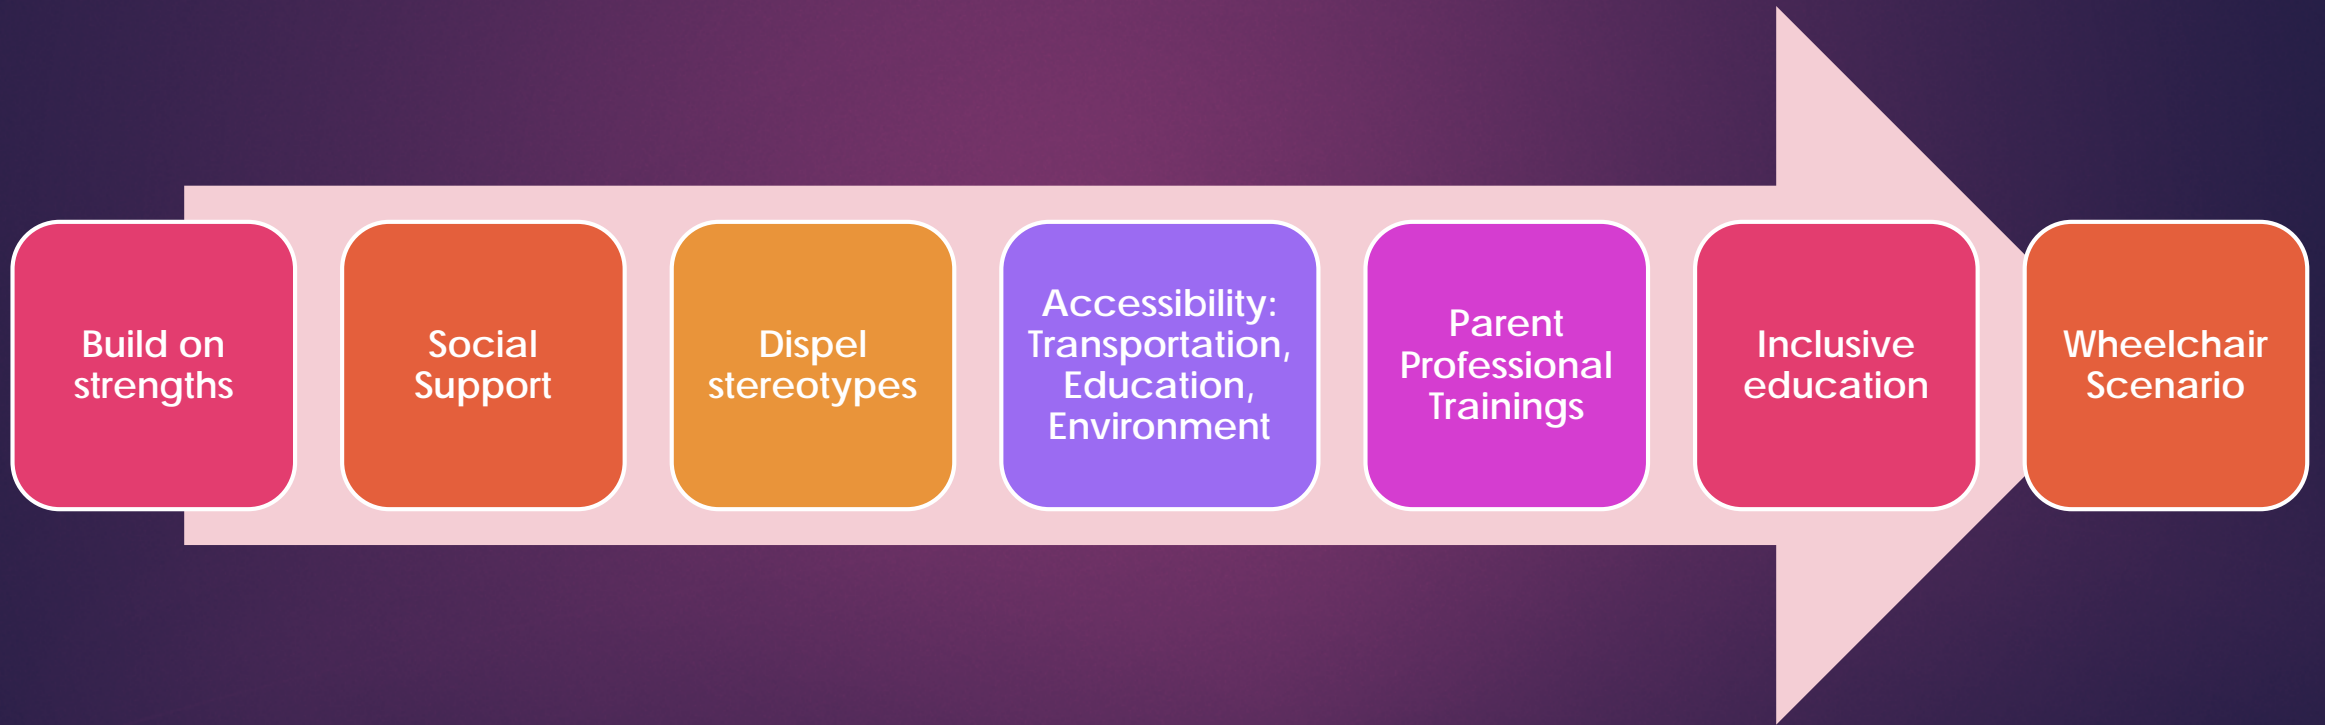 Build on
strengths
Social
Support
Dispel
stereotypes
Accessibility:
Transportation,
Education,
Environment
Parent
Professional
Trainings
Inclusive
education
Wheelchair
Scenario